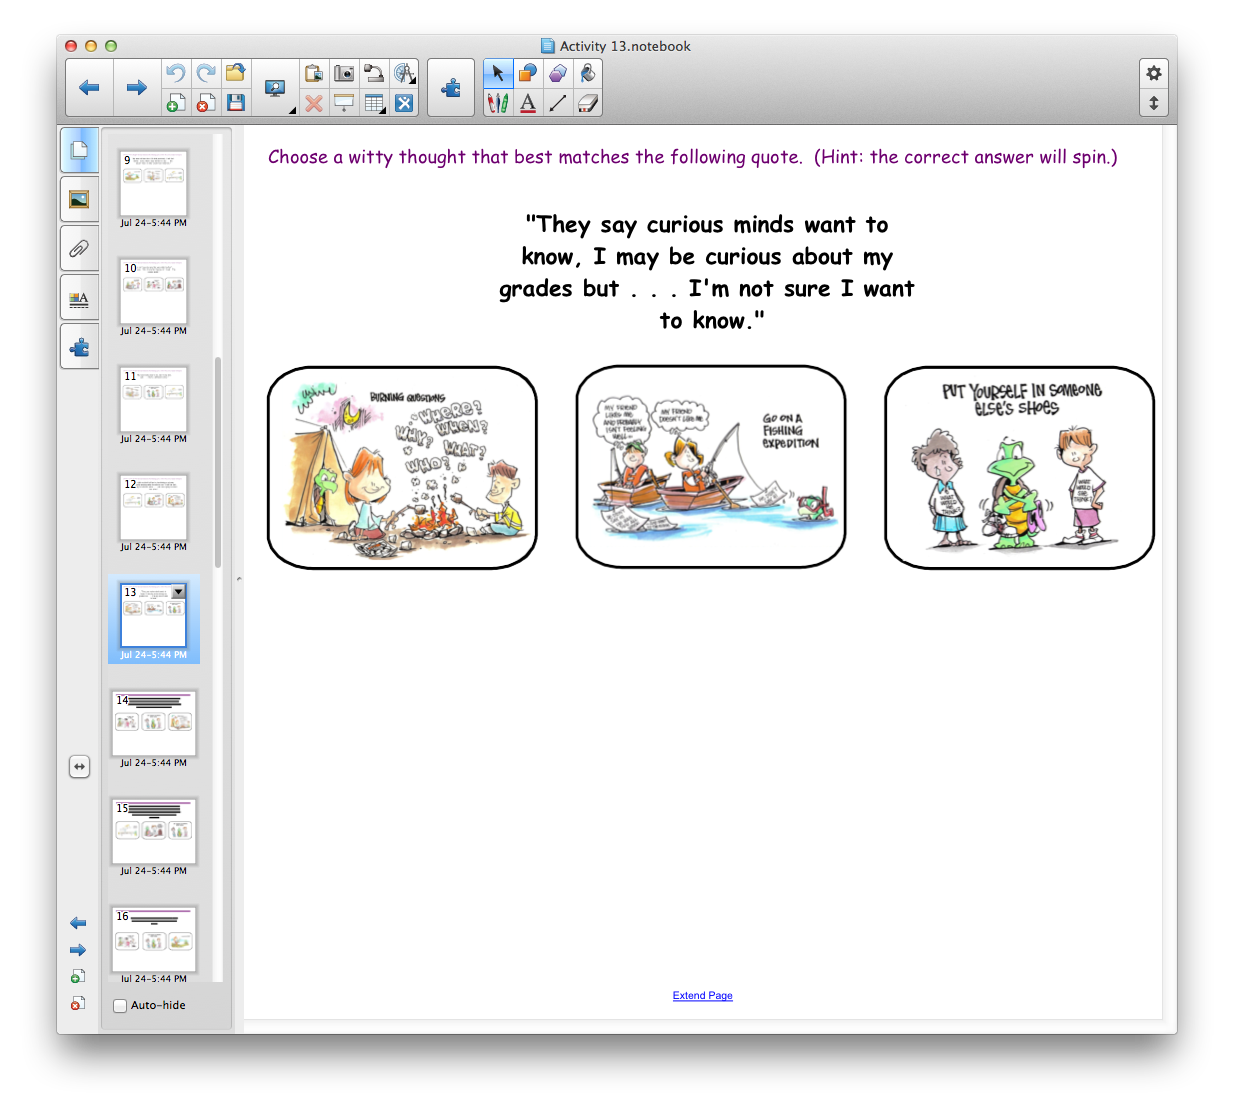 Activity 13.notebook
Choose a witty thought that best matches the following quote.  (Hint: the correct answer will spin.)
"They say curious minds want to
know, I may be curious about my
grades but . . . I'm not sure I want
to know."
BURNING QUESTIONS
WHERE?
WHY? WHEN?
WHAT?
WHO?
MY FRIEND
LIKES ME
AND PROBABLY
ISN'T FEELING
WELL...
MY FRIEND
DOESN'T LIKE ME
GO ON A
FISHING
EXPEDITION
PUT YOURSELF IN SOMEONE
ELSE'S SHOES
WHAT
WOULD
SHE
THINK?
9
Jul 24-5:44 PM
10
Jul 24-5:44 PM
11
Jul 24-5:44 PM
12
Jul 24-5:44 PM
13
Jul 24-5:44 PM
14
Jul 24-5:44 PM
15
Jul 24-5:44 PM
16
Jul 24-5:44 PM
Auto-hide
Extend Page